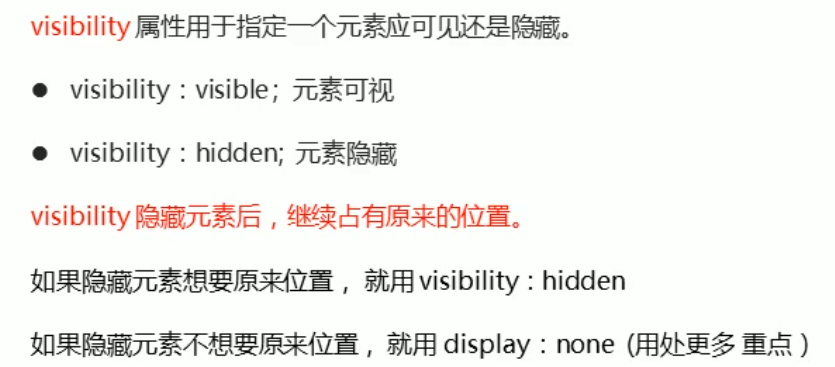 visibility 属性用于指定一个元素应可见还是隐藏。
● visibility：visible；元素可视
● visibility：hidden; 元素隐藏
visibility 隐藏元素后，继续占有原来的位置。
如果隐藏元素想要原来位置， 就用 visibility：hidden
如果隐藏元素不想要原来位置， 就用 display：none (用处更多 重点）